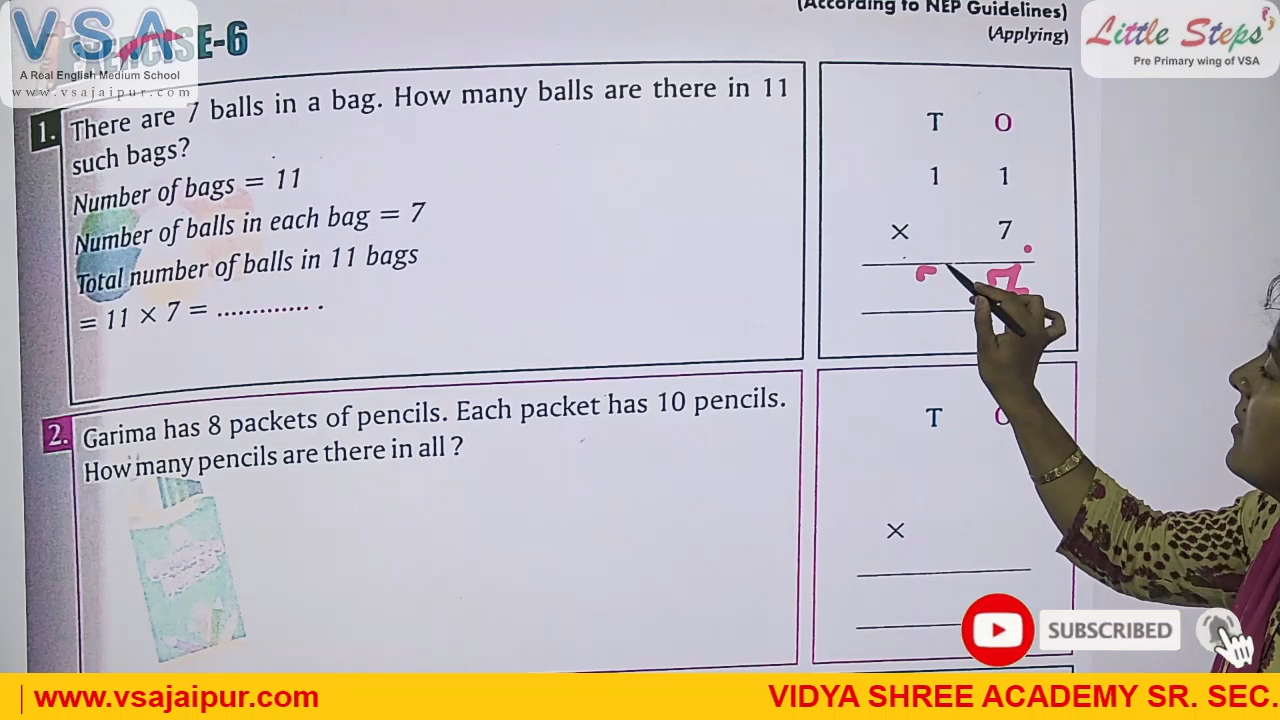 VSA
A Real English Medium School
www.vsajaipur.com
EXERCISE-6
(According to NEP Guidelines)
(Applying)
Little Steps
Pre Primary wing of VSA
1. There are 7 balls in a bag. How many balls are there in 11
such bags?
Number of bags = 11
Number of balls in each bag = 7
Total number of balls in 11 bags
= 11 × 7 = ............. .
T O
1 1
× 7
7
2. Garima has 8 packets of pencils. Each packet has 10 pencils.
How many pencils are there in all ?
T O
×
SUBSCRIBED
www.vsajaipur.com
VIDYA SHREE ACADEMY SR. SEC.